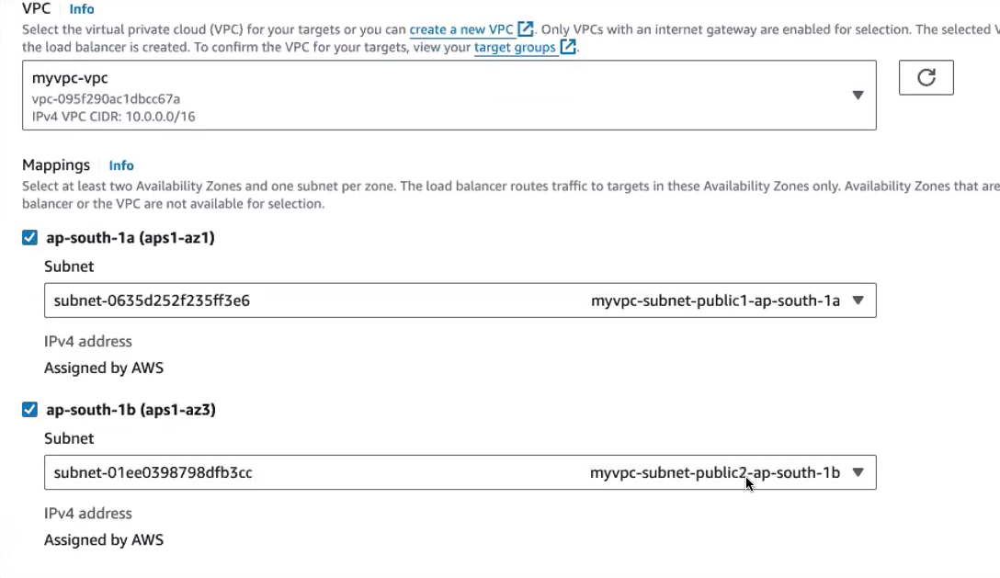 VPC Info
Select the virtual private cloud (VPC) for your targets or you can create a new VPC. Only VPCs with an internet gateway are enabled for selection. The selected V
the load balancer is created. To confirm the VPC for your targets, view your target groups.
myvpc-vpc
vpc-095f290ac1dbcc67a
IPv4 VPC CIDR: 10.0.0.0/16
Mappings Info
Select at least two Availability Zones and one subnet per zone. The load balancer routes traffic to targets in these Availability Zones only. Availability Zones that are
balancer or the VPC are not available for selection.
ap-south-1a (aps1-az1)
Subnet
subnet-0635d252f235ff3e6 myvpc-subnet-public1-ap-south-1a
IPv4 address
Assigned by AWS
ap-south-1b (aps1-az3)
Subnet
subnet-01ee0398798dfb3cc myvpc-subnet-public2-ap-south-1b
IPv4 address
Assigned by AWS